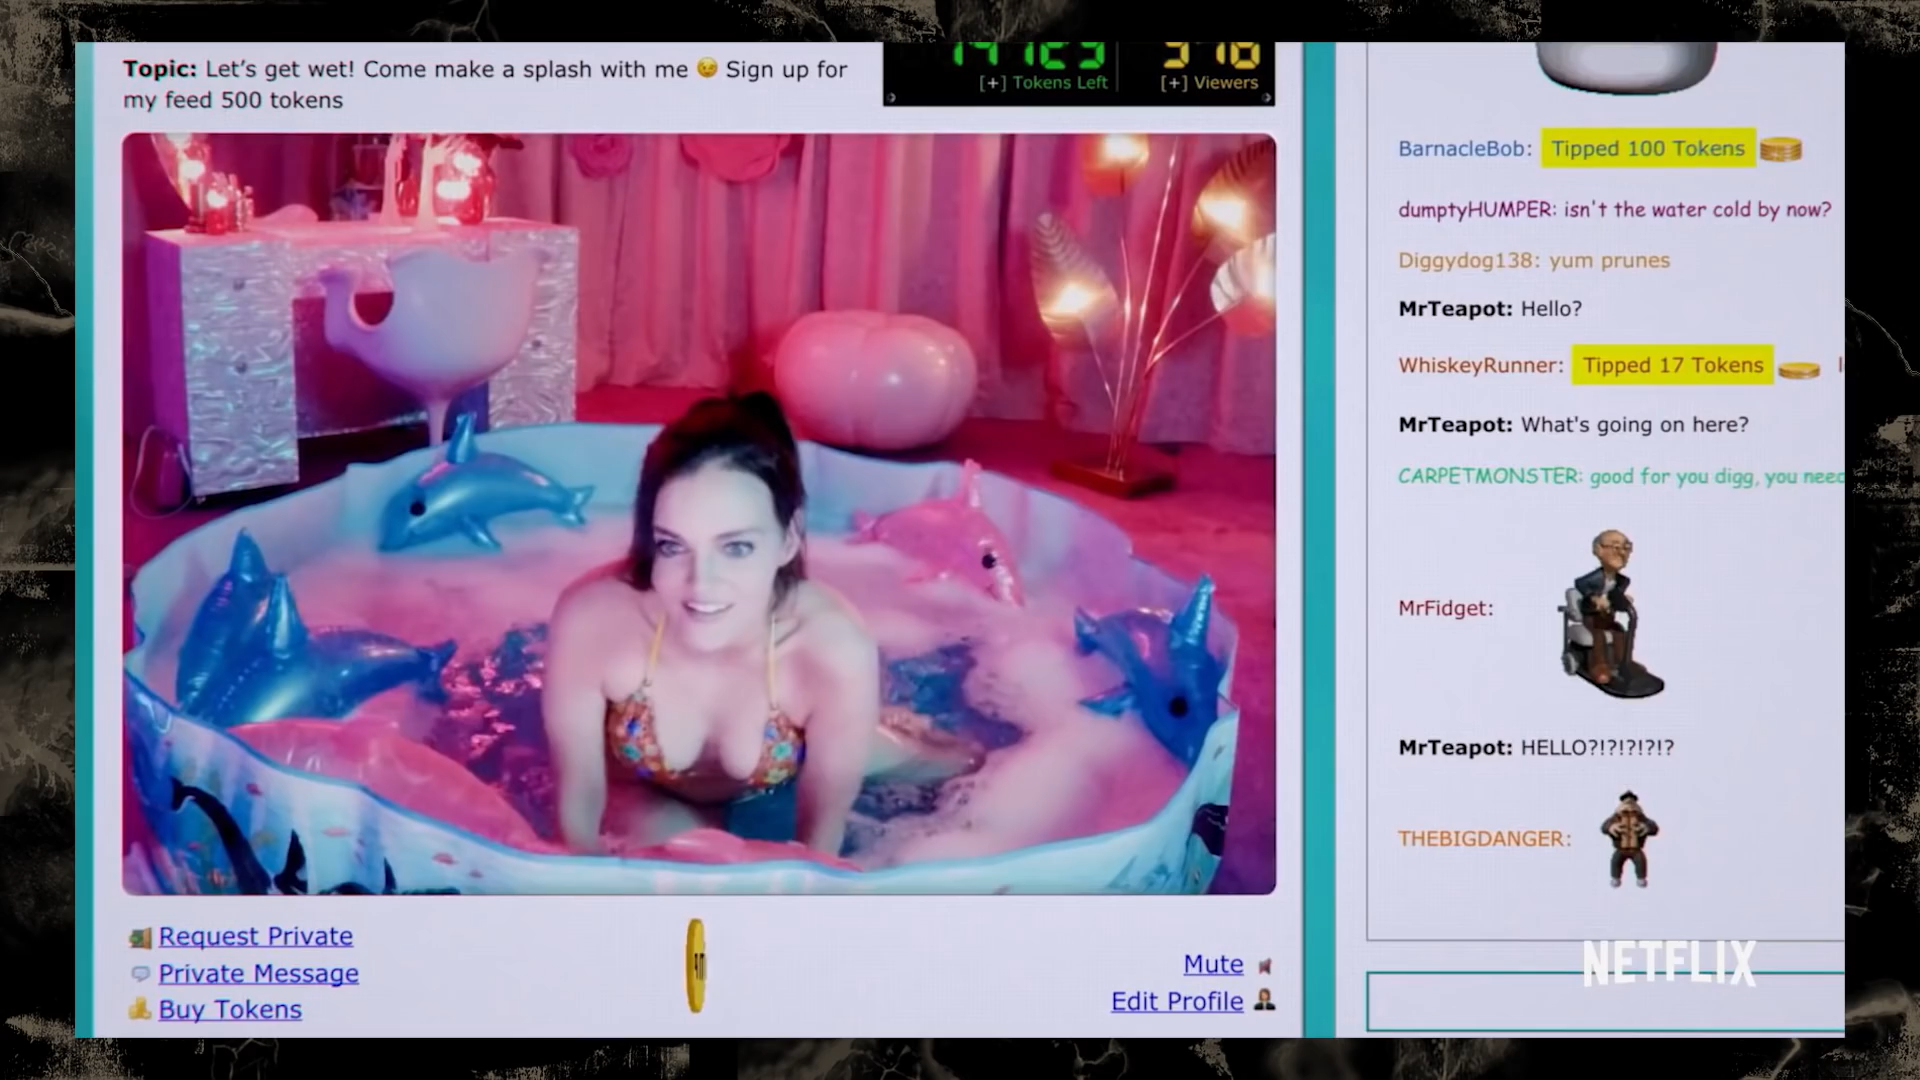 Topic: Let's get wet! Come make a splash with me 😉 Sign up for
my feed 500 tokens
[+] Tokens Left
[+] Viewers
BarnacleBob: Tipped 100 Tokens
dumptyHUMPER: isn't the water cold by now?
Diggydog138: yum prunes
MrTeapot: Hello?
WhiskeyRunner: Tipped 17 Tokens
MrTeapot: What's going on here?
CARPETMONSTER: good for you digg, you need
MrFidget:
MrTeapot: HELLO?!?!?!?!?
THEBIGDANGER:
Request Private
Private Message
Buy Tokens
Mute
Edit Profile
NETFLIX